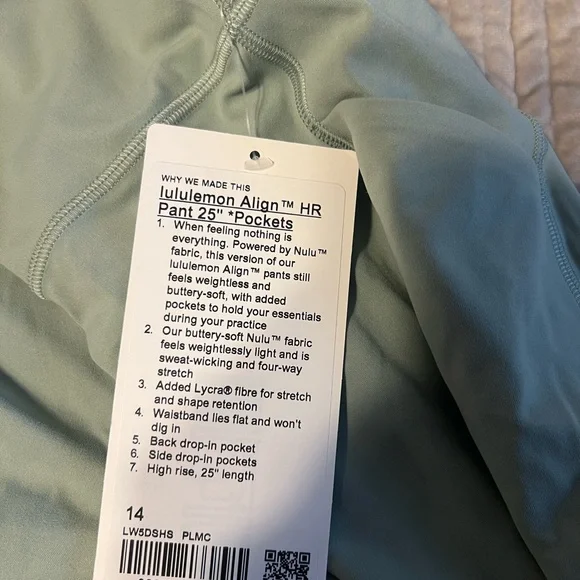 WHY WE MADE THIS
lululemon Align™ HR
Pant 25" *Pockets
1. When feeling nothing is
everything. Powered by Nulu™
fabric, this version of our
lululemon Align™ pants still
feels weightless and
buttery-soft, with added
pockets to hold your essentials
during your practice
2. Our buttery-soft Nulu™ fabric
feels weightlessly light and is
sweat-wicking and four-way
stretch
3. Added Lycra® fibre for stretch
and shape retention
4. Waistband lies flat and won't
dig in
5. Back drop-in pocket
6. Side drop-in pockets
7. High rise, 25" length
14
LW5DSHS PLMC